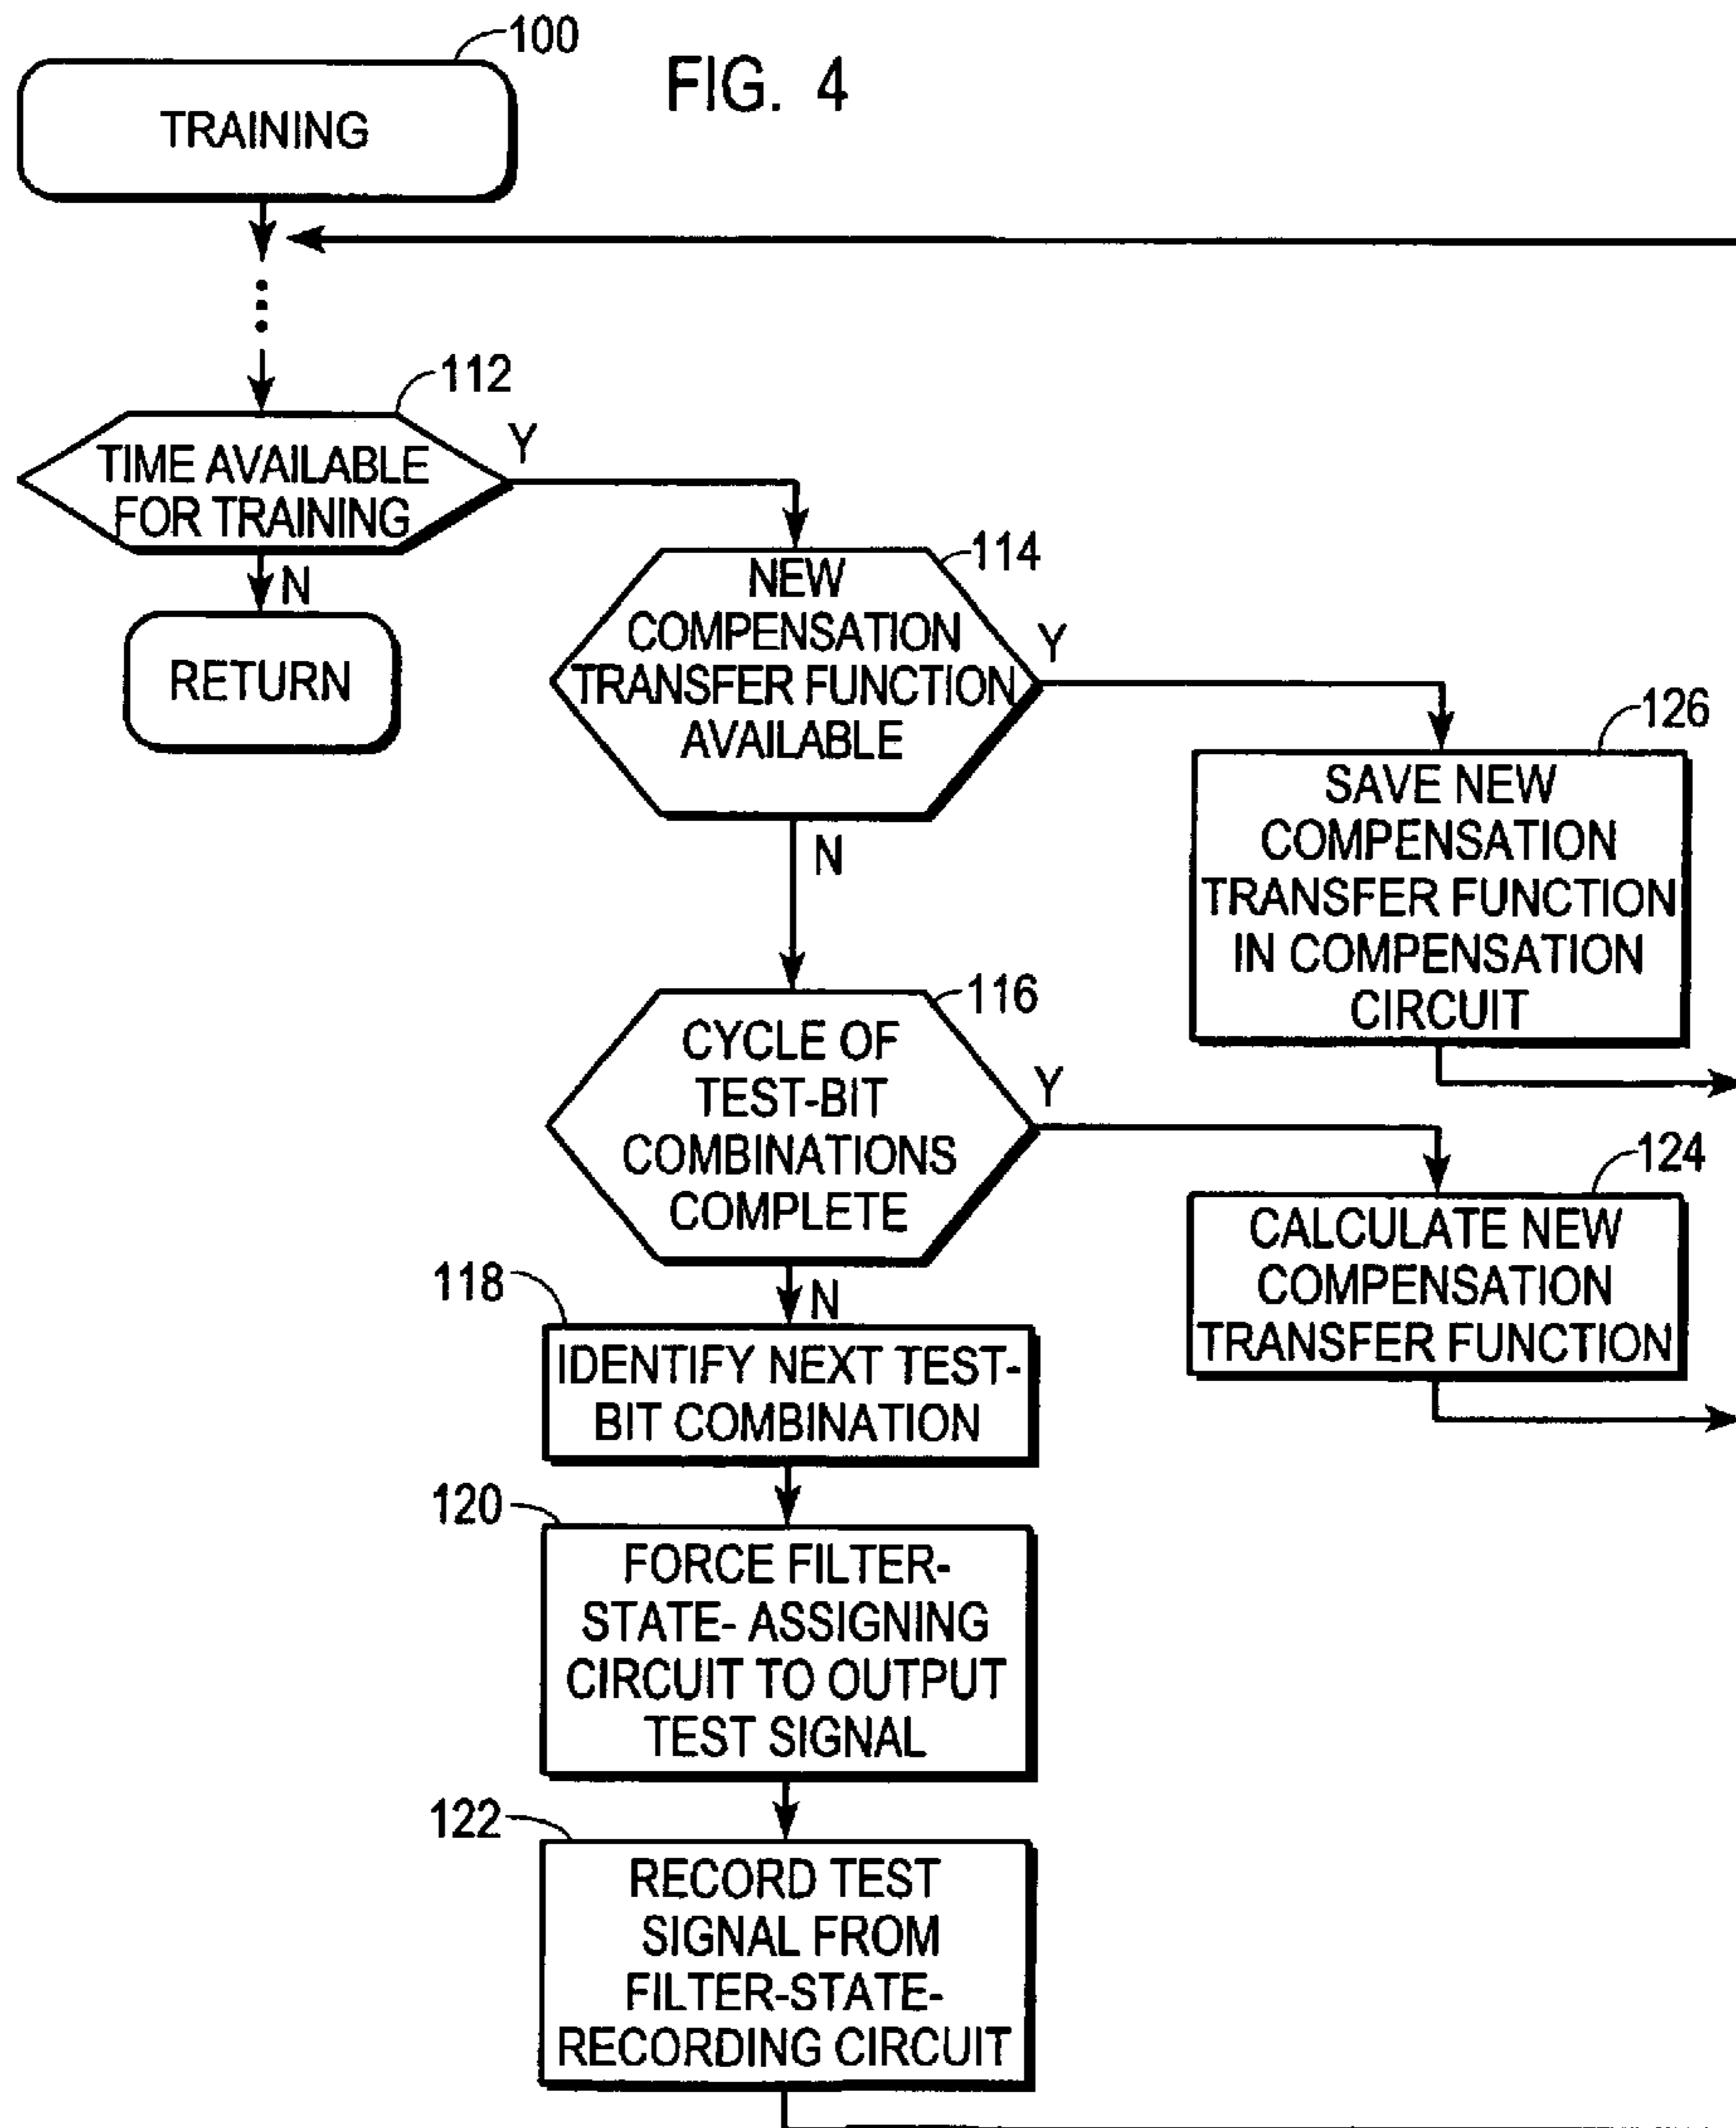 100
FIG. 4
TRAINING
112
TIME AVAILABLE
FOR TRAINING
Y
N
RETURN
114
NEW
COMPENSATION
TRANSFER FUNCTION
AVAILABLE
Y
N
126
SAVE NEW
COMPENSATION
TRANSFER FUNCTION
IN COMPENSATION
CIRCUIT
116
CYCLE OF
TEST-BIT
COMBINATIONS
COMPLETE
Y
N
124
CALCULATE NEW
COMPENSATION
TRANSFER FUNCTION
118
IDENTIFY NEXT TEST-
BIT COMBINATION
120
FORCE FILTER-
STATE- ASSIGNING
CIRCUIT TO OUTPUT
TEST SIGNAL
122
RECORD TEST
SIGNAL FROM
FILTER-STATE-
RECORDING CIRCUIT